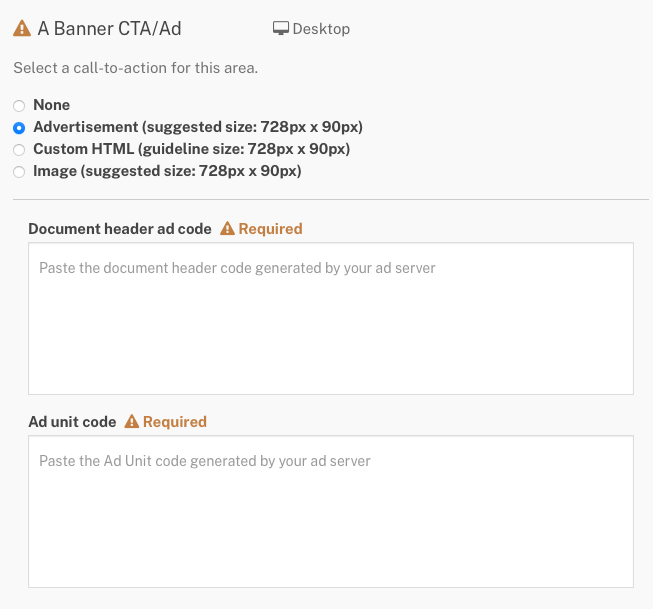 A Banner CTA/Ad Desktop
Select a call-to-action for this area.
None
Advertisement (suggested size: 728px x 90px)
Custom HTML (guideline size: 728px x 90px)
Image (suggested size: 728px x 90px)
Document header ad code Required
Paste the document header code generated by your ad server
Ad unit code Required
Paste the Ad Unit code generated by your ad server